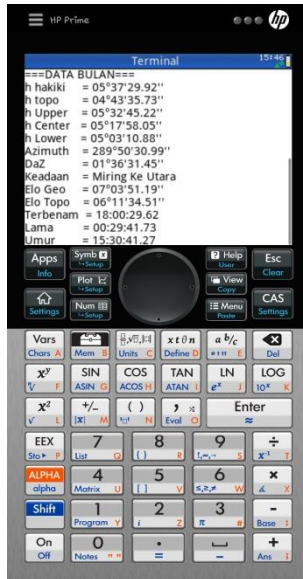 HP Prime
hp
Terminal 15:46
===DATA BULAN===
h hakiki = 05°37'29.92''
h topo = 04°43'35.73''
h Upper = 05°32'45.22''
h Center = 05°17'58.05''
h Lower = 05°03'10.88''
Azimuth = 289°50'30.99''
DaZ = 01°36'31.45''
Keadaan = Miring Ke Utara
Elo Geo = 07°03'51.19''
Elo Topo = 06°11'34.51''
Terbenam = 18:00:29.62
Lama = 00:29:41.73
Umur = 15:30:41.27
Apps Symb Help Esc
Info Setup User Clear
Plot View
Setup Copy
Num Menu CAS
Settings Setup Paste Settings
Vars x t θ n a b/c
Chars A Mem B Units C Define D Del
x^y SIN COS TAN LN LOG
F ASIN G ACOS H ATAN I e^x J 10^x K
x² +/- ( ) , Enter
√ L |x| M N Eval O ≈
EEX 7 8 9 ÷
Sto ▸ P List Q { } R !,∞,→ S x⁻¹ T
ALPHA 4 5 6 ×
alpha Matrix U [ ] V ≤,≥,≠ W X
Shift 1 2 3 -
Program Y i Z π # Base :
On 0 . +
Off Notes " " = _ Ans ;